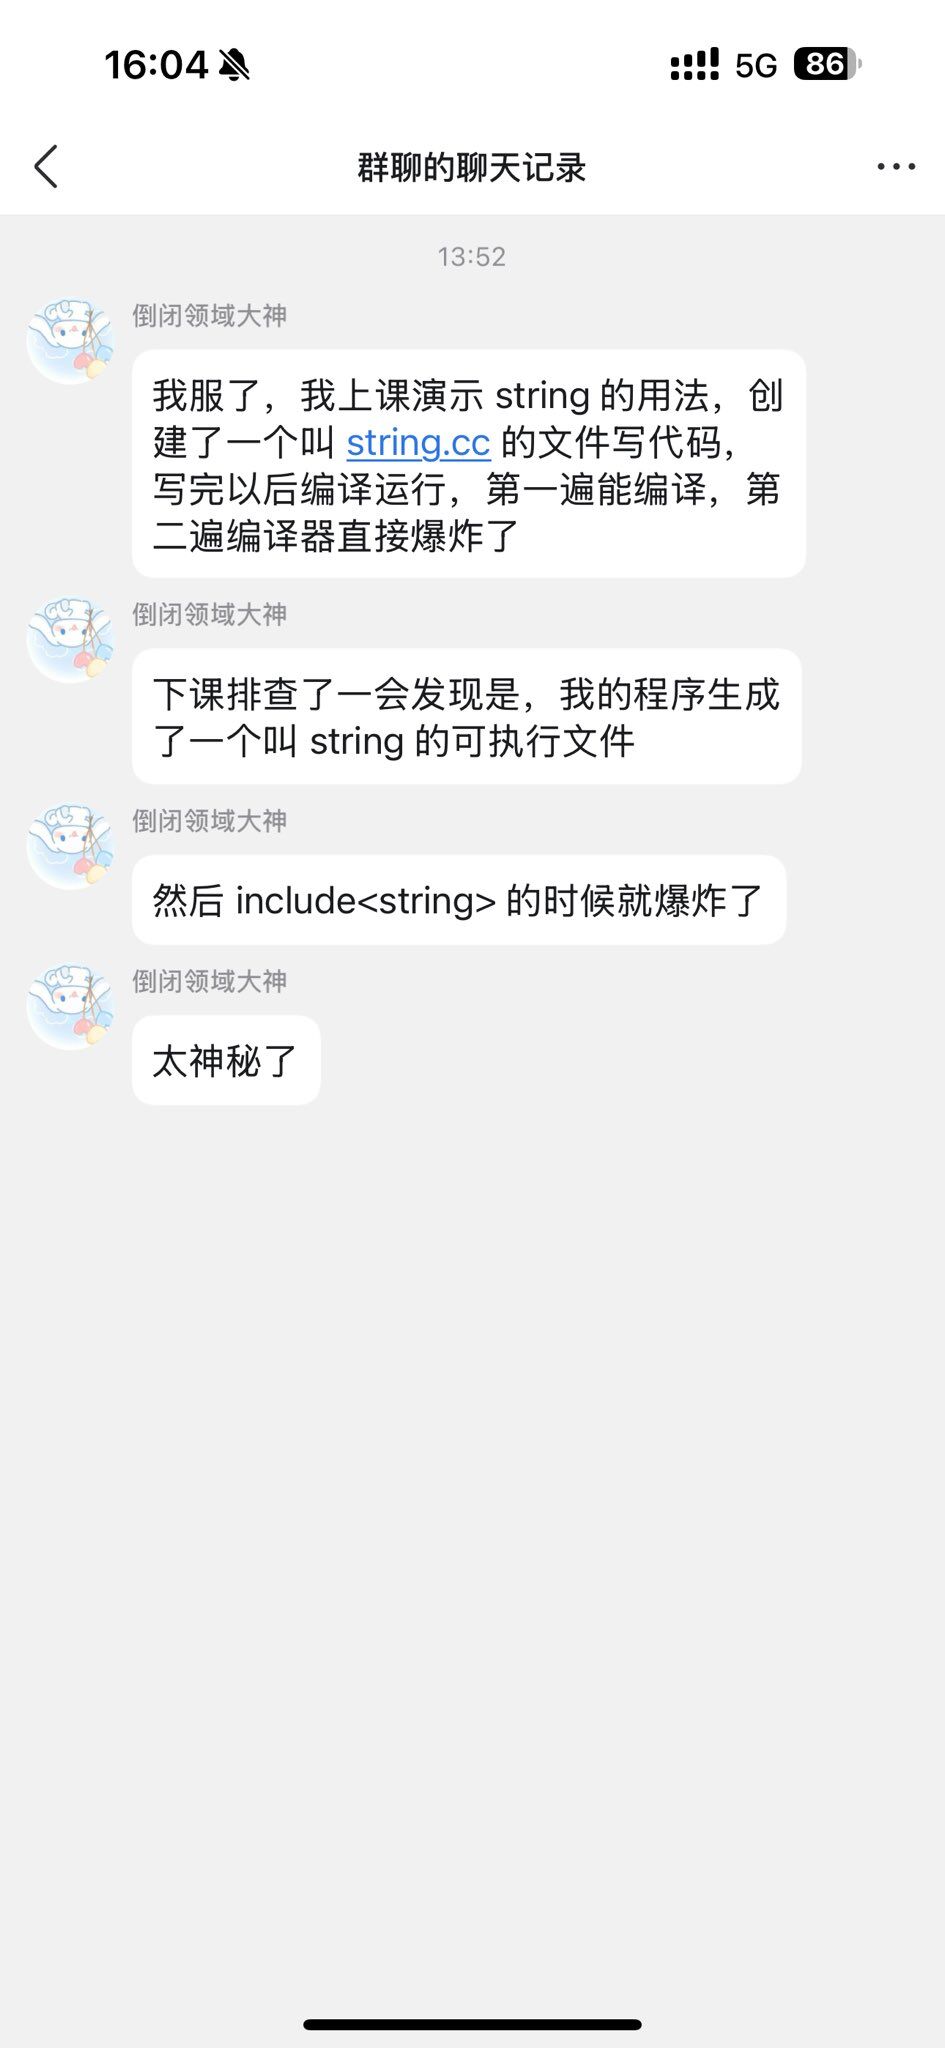 16:04
5G 86
群聊的聊天记录
13:52
倒闭领域大神
我服了，我上课演示 string 的用法，创
建了一个叫 string.cc 的文件写代码，
写完以后编译运行，第一遍能编译，第
二遍编译器直接爆炸了
倒闭领域大神
下课排查了一会发现是，我的程序生成
了一个叫 string 的可执行文件
倒闭领域大神
然后 include<string> 的时候就爆炸了
倒闭领域大神
太神秘了